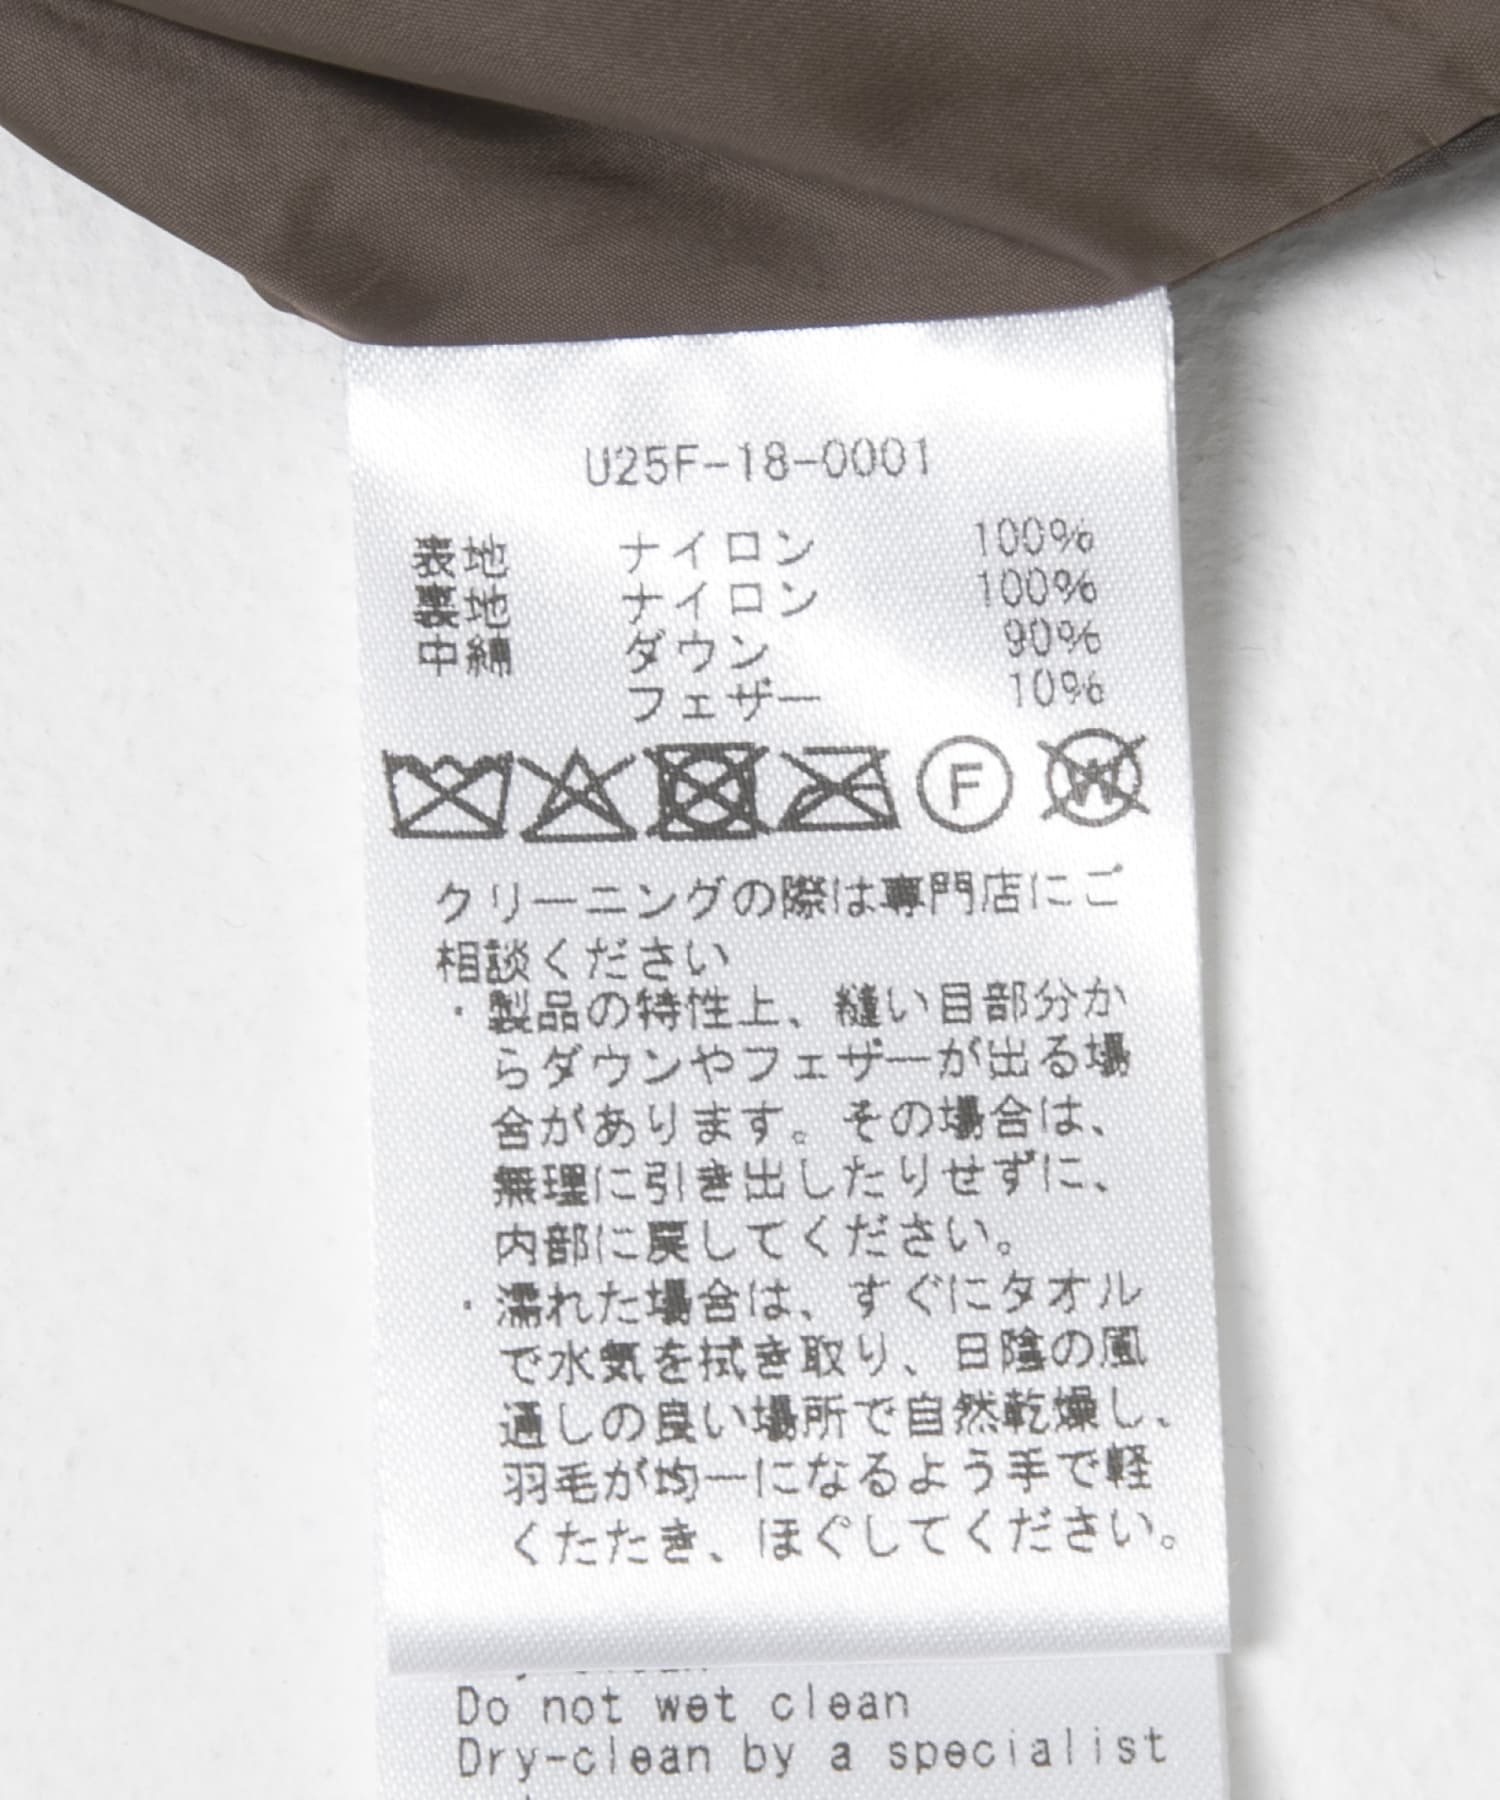 U25F-18-0001
表地 ナイロン 100%
裏地 ナイロン 100%
中綿 ダウン 90%
フェザー 10%
F W
クリーニングの際は専門店にご
相談ください
・製品の特性上、縫い目部分か
らダウンやフェザーが出る場
合があります。その場合は、
無理に引き出したりせずに、
内部に戻してください。
・濡れた場合は、すぐにタオル
で水気を拭き取り、日陰の風
通しの良い場所で自然乾燥し、
羽毛が均一になるよう手で軽
くたたき、ほぐしてください。
Do not wet clean
Dry-clean by a specialist